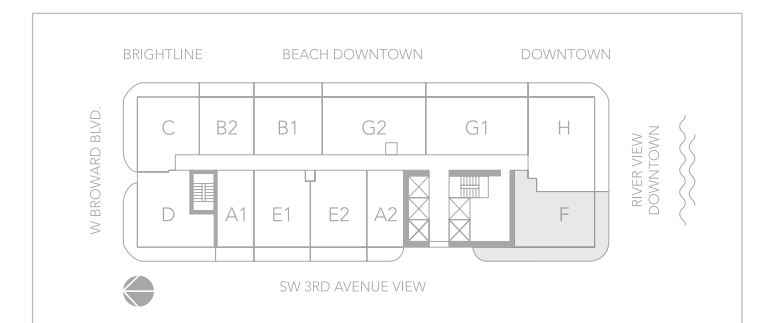 BRIGHTLINE BEACH DOWNTOWN DOWNTOWN
W BROWARD BLVD.
C B2 B1 G2 G1 H
RIVER VIEW
DOWNTOWN
D A1 E1 E2 A2 F
SW 3RD AVENUE VIEW